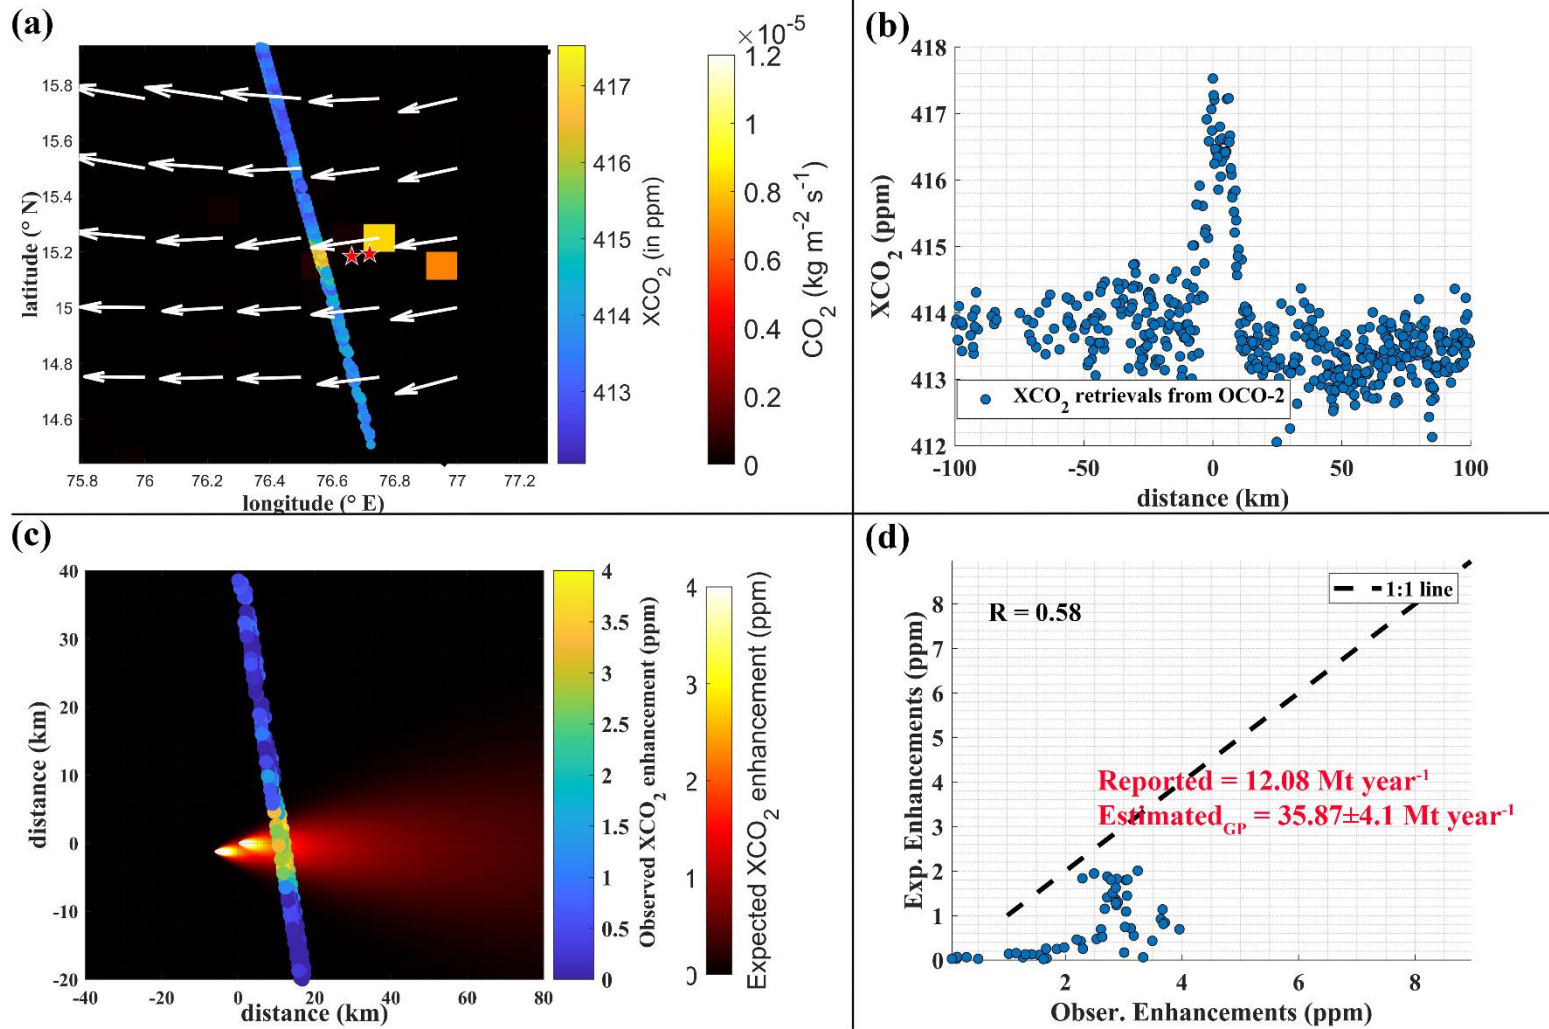 (a)
15.8
15.6
15.4
15.2
15
14.8
14.6
latitude (° N)
75.8 76 76.2 76.4 76.6 76.8 77 77.2
longitude (° E)
417
416
415
414
413
XCO2 (in ppm)
×10-5
1.2
1
0.8
0.6
0.4
0.2
0
CO2 (kg m-2 s-1)
(b)
418
417
416
415
414
413
412
XCO2 (ppm)
XCO2 retrievals from OCO-2
-100 -50 0 50 100
distance (km)
(c)
40
30
20
10
0
-10
-20
distance (km)
-40 -20 0 20 40 60 80
distance (km)
4
3.5
3
2.5
2
1.5
1
0.5
0
Observed XCO2 enhancement (ppm)
4
3
2
1
0
Expected XCO2 enhancement (ppm)
(d)
1:1 line
R = 0.58
8
7
6
5
4
3
2
1
0
Exp. Enhancements (ppm)
Reported = 12.08 Mt year-1
EstimatedGP = 35.87±4.1 Mt year-1
2 4 6 8
Obser. Enhancements (ppm)